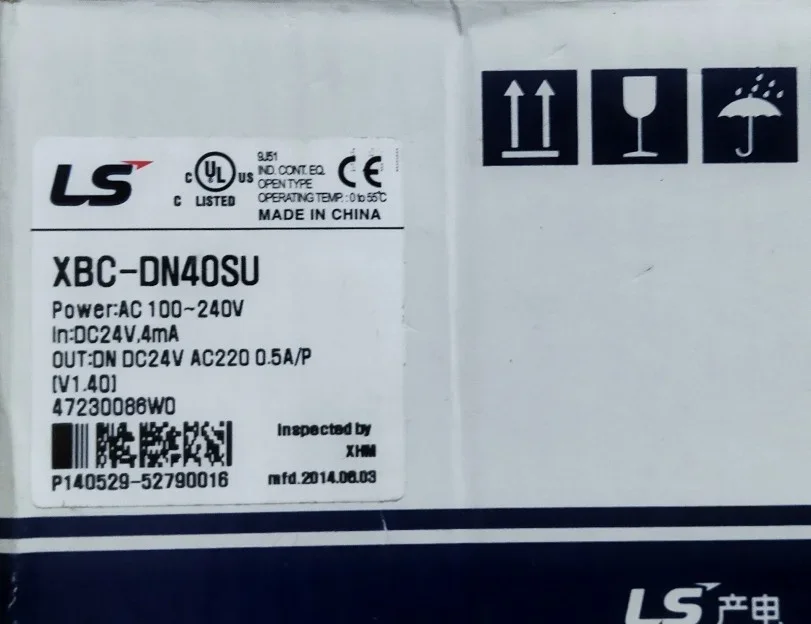 LS
C UL US
C LISTED
9J51
IND. CONT. EQ.
OPEN TYPE
OPERATING TEMP.: 0 to 55℃
MADE IN CHINA
CE
XBC-DN40SU
Power:AC 100~240V
In:DC24V,4mA
OUT:DN DC24V AC220 0.5A/P
(V1.40)
47230086W0
Inspected by
XHM
P140529-52790016
mfd.2014.06.03
LS 产电